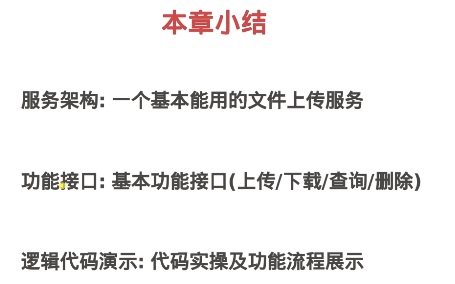 本章小结
服务架构: 一个基本能用的文件上传服务
功能接口: 基本功能接口(上传/下载/查询/删除)
逻辑代码演示: 代码实操及功能流程展示